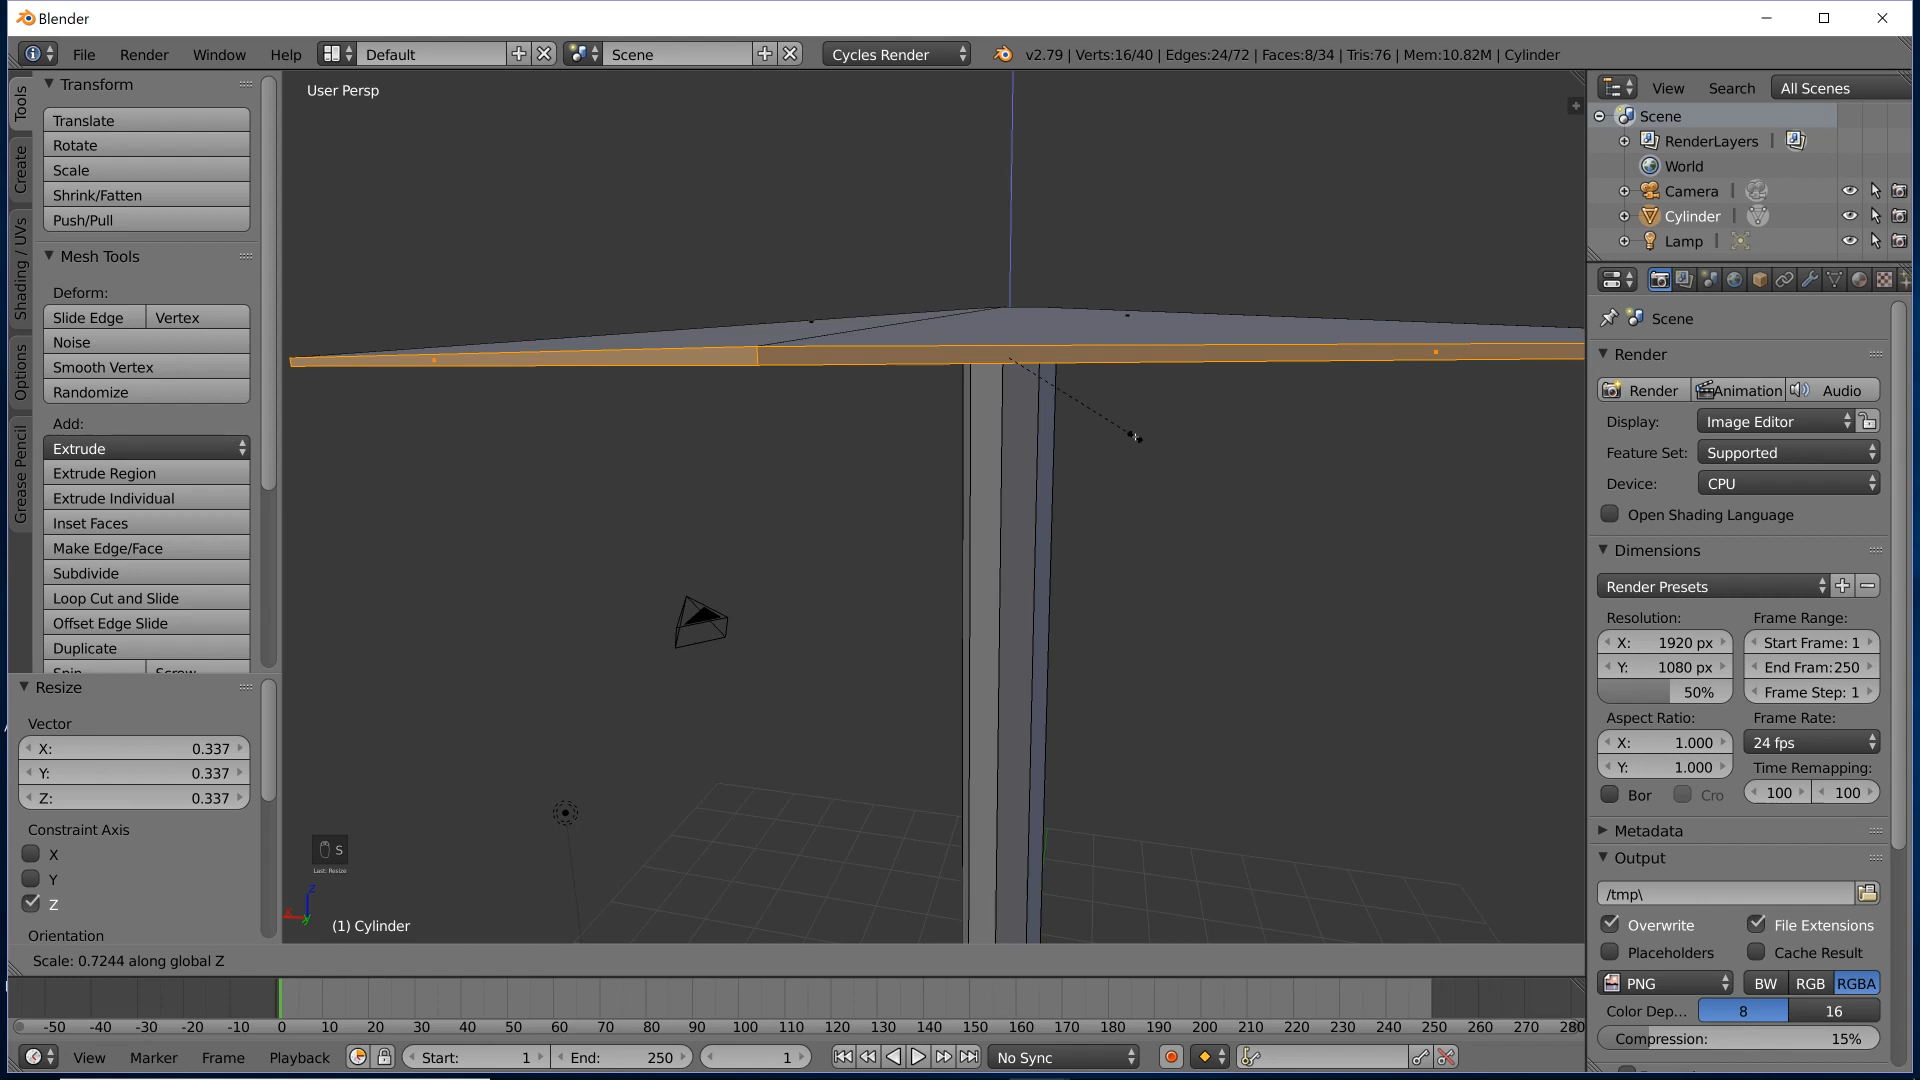 Blender
File Render Window Help Default Scene Cycles Render v2.79 | Verts:16/40 | Edges:24/72 | Faces:8/34 | Tris:76 | Mem:10.82M | Cylinder
Tools
Create
Shading / UVs
Options
Grease Pencil
Transform
Translate
Rotate
Scale
Shrink/Fatten
Push/Pull
Mesh Tools
Deform:
Slide Edge Vertex
Noise
Smooth Vertex
Randomize
Add:
Extrude
Extrude Region
Extrude Individual
Inset Faces
Make Edge/Face
Subdivide
Loop Cut and Slide
Offset Edge Slide
Duplicate
Spin Screw
Resize
Vector
X: 0.337
Y: 0.337
Z: 0.337
Constraint Axis
X
Y
Z
Orientation
User Persp
S
Last: Resize
Z
(1) Cylinder
Scale: 0.7244 along global Z
View Search All Scenes
Scene
RenderLayers
World
Camera
Cylinder
Lamp
Scene
Render
Render Animation Audio
Display: Image Editor
Feature Set: Supported
Device: CPU
Open Shading Language
Dimensions
Render Presets
Resolution: Frame Range:
X: 1920 px Start Frame: 1
Y: 1080 px End Fram:250
50% Frame Step: 1
Aspect Ratio: Frame Rate:
X: 1.000 24 fps
Y: 1.000 Time Remapping:
Bor Cro 100 100
Metadata
Output
/tmp\
Overwrite File Extensions
Placeholders Cache Result
PNG BW RGB RGBA
Color Dep... 8 16
Compression: 15%
-50 -40 -30 -20 -10 0 10 20 30 40 50 60 70 80 90 100 110 120 130 140 150 160 170 180 190 200 210 220 230 240 250 260 270 280
View Marker Frame Playback Start: 1 End: 250 1 No Sync